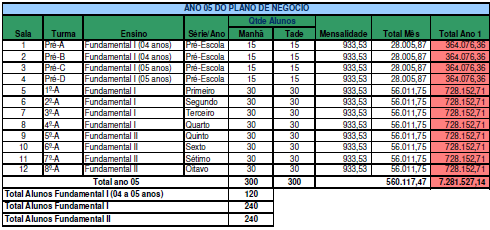 ANO 05 DO PLANO DE NEGOCIO
Qtde Alunos
Sala Turma Ensino Série/Ano Manhã Tade Mensalidade Total Mês Total Ano 1
1 Pré-A Fundamental I (04 anos) Pré-Escola 15 15 933,53 28.005,87 364.076,36
2 Pré-B Fundamental I (04 anos) Pré-Escola 15 15 933,53 28.005,87 364.076,36
3 Pré-C Fundamental I (05 anos) Pré-Escola 15 15 933,53 28.005,87 364.076,36
4 Pré-D Fundamental I (05 anos) Pré-Escola 15 15 933,53 28.005,87 364.076,36
5 1º-A Fundamental I Primeiro 30 30 933,53 56.011,75 728.152,71
6 2ª-A Fundamental I Segundo 30 30 933,53 56.011,75 728.152,71
7 3ª-A Fundamental I Terceiro 30 30 933,53 56.011,75 728.152,71
8 4ª-A Fundamental I Quarto 30 30 933,53 56.011,75 728.152,71
9 5ª-A Fundamental II Quinto 30 30 933,53 56.011,75 728.152,71
10 6ª-A Fundamental II Sexto 30 30 933,53 56.011,75 728.152,71
11 7ª-A Fundamental II Sétimo 30 30 933,53 56.011,75 728.152,71
12 8ª-A Fundamental II Oitavo 30 30 933,53 56.011,75 728.152,71
Total ano 05 300 300 560.117,47 7.281.527,14
Total Alunos Fundamental I (04 a 05 anos) 120
Total Alunos Fundamental I 240
Total Alunos Fundamental II 240